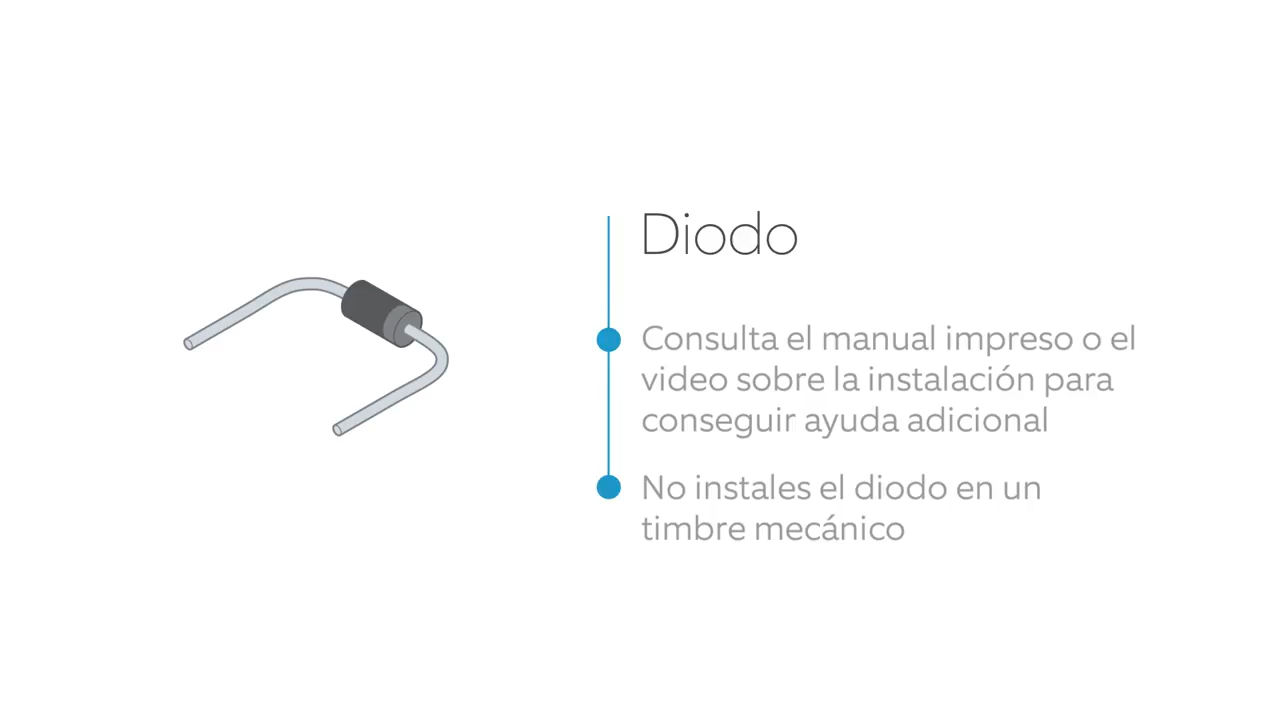 Diodo
Consulta el manual impreso o el
video sobre la instalación para
conseguir ayuda adicional
No instales el diodo en un
timbre mecánico